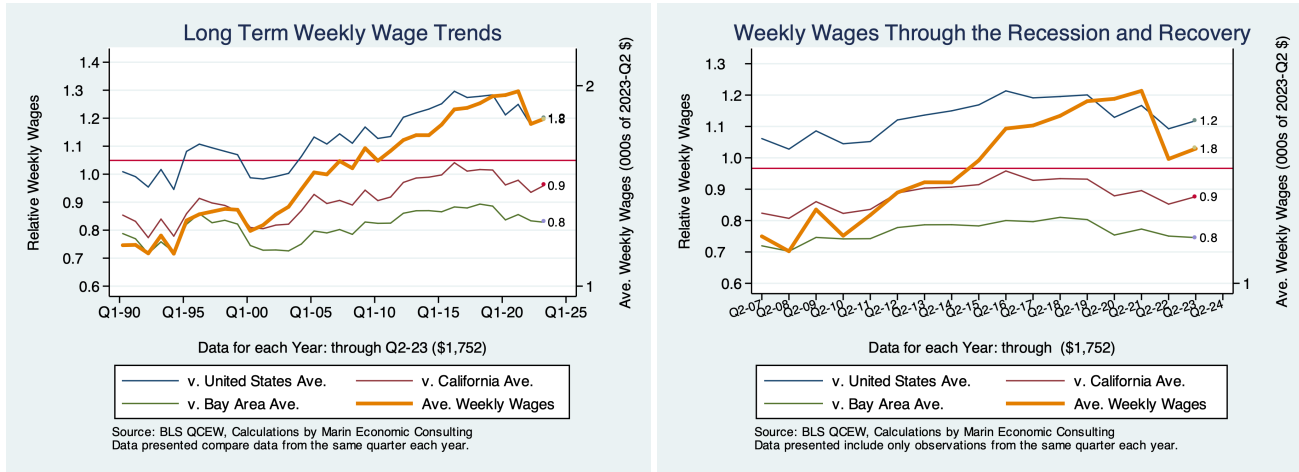 Long Term Weekly Wage Trends
Relative Weekly Wages
1.4
1.3
1.2
1.1
1.0
0.9
0.8
0.7
0.6
1.8
0.9
0.8
2
1
Ave. Weekly Wages (000s of 2023-Q2 $)
Q1-90 Q1-95 Q1-00 Q1-05 Q1-10 Q1-15 Q1-20 Q1-25
Data for each Year: through Q2-23 ($1,752)
v. United States Ave. v. California Ave.
v. Bay Area Ave. Ave. Weekly Wages
Source: BLS QCEW, Calculations by Marin Economic Consulting
Data presented compare data from the same quarter each year.
Weekly Wages Through the Recession and Recovery
Relative Weekly Wages
1.3
1.2
1.1
1.0
0.9
0.8
0.7
0.6
1.2
1.8
0.9
0.8
1
Ave. Weekly Wages (000s of 2023-Q2 $)
Q2-07 Q2-08 Q2-09 Q2-10 Q2-11 Q2-12 Q2-13 Q2-14 Q2-15 Q2-16 Q2-17 Q2-18 Q2-19 Q2-20 Q2-21 Q2-22 Q2-23 Q2-24
Data for each Year: through ($1,752)
v. United States Ave. v. California Ave.
v. Bay Area Ave. Ave. Weekly Wages
Source: BLS QCEW, Calculations by Marin Economic Consulting
Data presented include only observations from the same quarter each year.